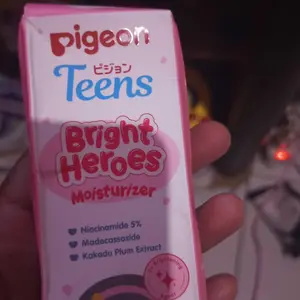 Pigeon
ピジョン
Teens
Bright
Heroes
Moisturizer
Niacinamide 5%
Madecassoside
Kakadu Plum Extract